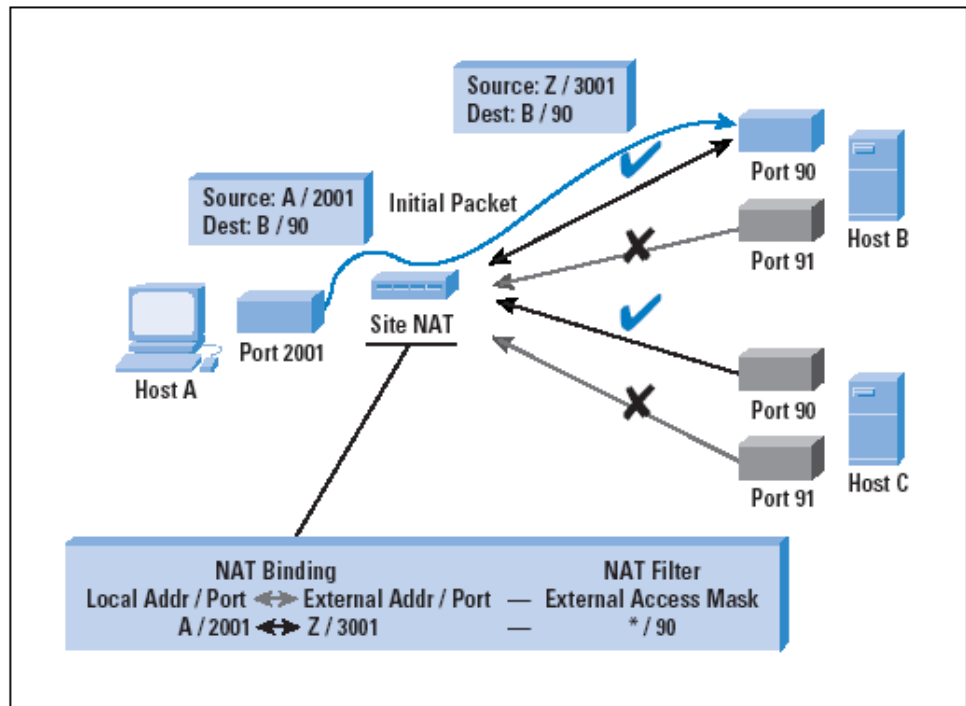 Source: Z / 3001
Dest: B / 90
Source: A / 2001
Dest: B / 90
Initial Packet
Port 90
Host B
Port 91
Site NAT
Port 2001
Host A
Port 90
Host C
Port 91
NAT Binding NAT Filter
Local Addr / Port External Addr / Port — External Access Mask
A / 2001 Z / 3001 — * / 90